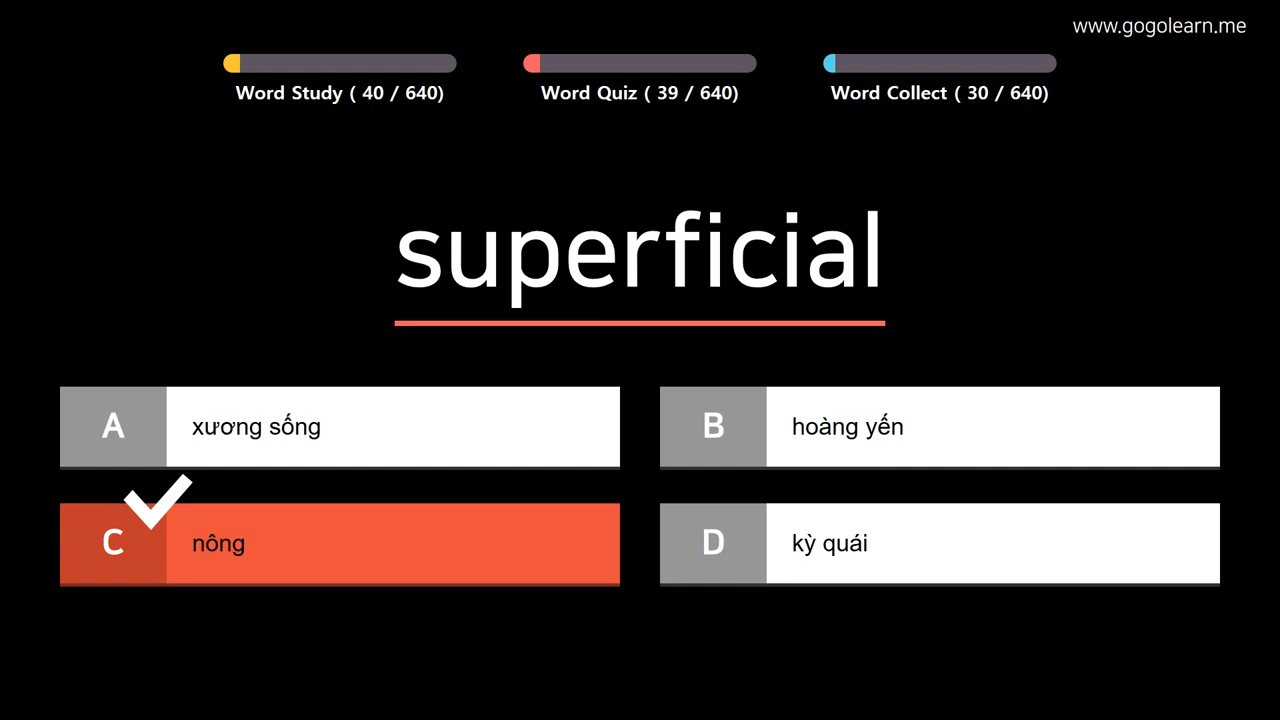 www.gogolearn.me
Word Study ( 40 / 640)
Word Quiz ( 39 / 640)
Word Collect ( 30 / 640)
superficial
A xương sống
B hoàng yến
C nông
D kỳ quái